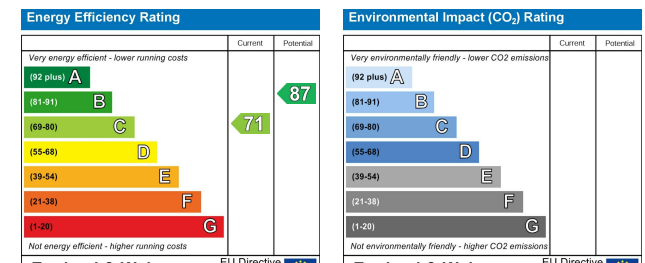 Energy Efficiency Rating
Current Potential
Very energy efficient - lower running costs
(92 plus) A
(81-91) B
87
(69-80) C
71
(55-68) D
(39-54) E
(21-38) F
(1-20) G
Not energy efficient - higher running costs
EU Directive
Environmental Impact (CO₂) Rating
Current Potential
Very environmentally friendly - lower CO2 emissions
(92 plus) A
(81-91) B
(69-80) C
(55-68) D
(39-54) E
(21-38) F
(1-20) G
Not environmentally friendly - higher CO2 emissions
EU Directive